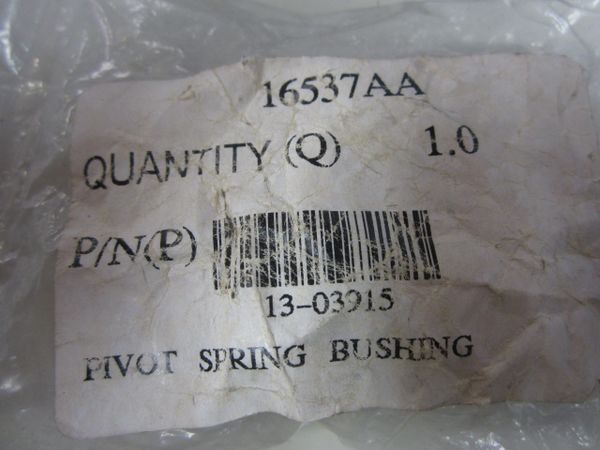 16537AA
QUANTITY (Q) 1.0
P/N(P)
13-03915
PIVOT SPRING BUSHING